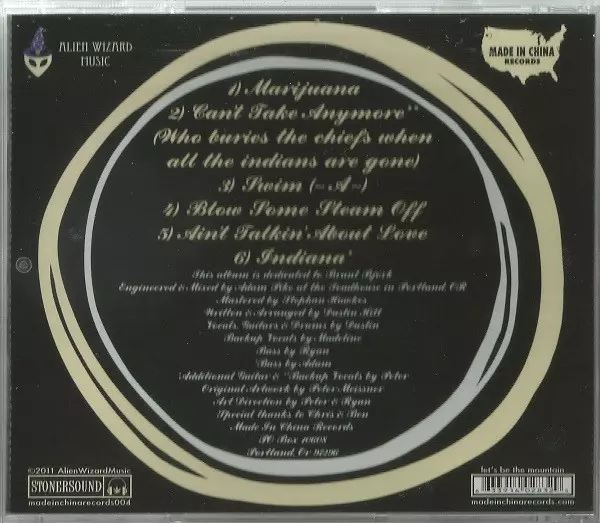 ALIEN WIZARD
MUSIC
MADE IN CHINA
RECORDS
1) Marijuana
2) Can't Take Anymore**
(Who buries the chiefs when
all the indians are gone)
3) Swim (~A~)
4) Blow Some Steam Off
5) Ain't Talkin' About Love
6) Indiana*
This album is dedicated to Brant Bjork
Engineered & Mixed by Adam Pike at the Toadhouse in Portland, OR
Mastered by Stephan Hawkes
Written & Arranged by Dustin Hill
Vocals, Guitars & Drums by Dustin
Backup Vocals by Madeline
Bass by Ryan
*Bass by Adam
Additional Guitar & **Backup Vocals by Peter
Original Artwork by Peter Meissner
Art Direction by Peter & Ryan
Special thanks to Chris & Ben
Made In China Records
PO Box 10608
Portland, Or 97296
©2011 AlienWizardMusic
STONERSOUND
madeinchinarecords004
let's be the mountain
madeinchinarecords.com